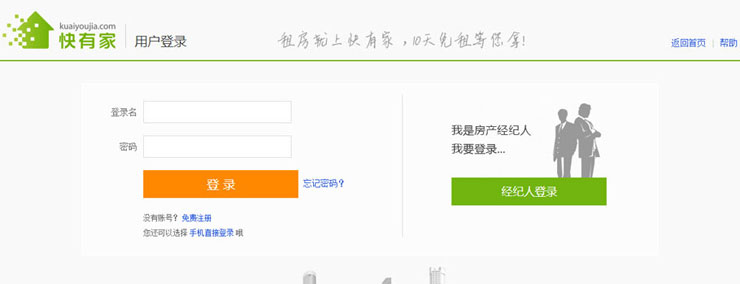 kuaiyoujia.com
快有家
用户登录
租房就上快有家，10天免租等你拿！
返回首页 | 帮助
登录名
密码
登 录
忘记密码？
没有账号？ 免费注册
您还可以选择 手机直接登录 哦
我是房产经纪人
我要登录...
经纪人登录